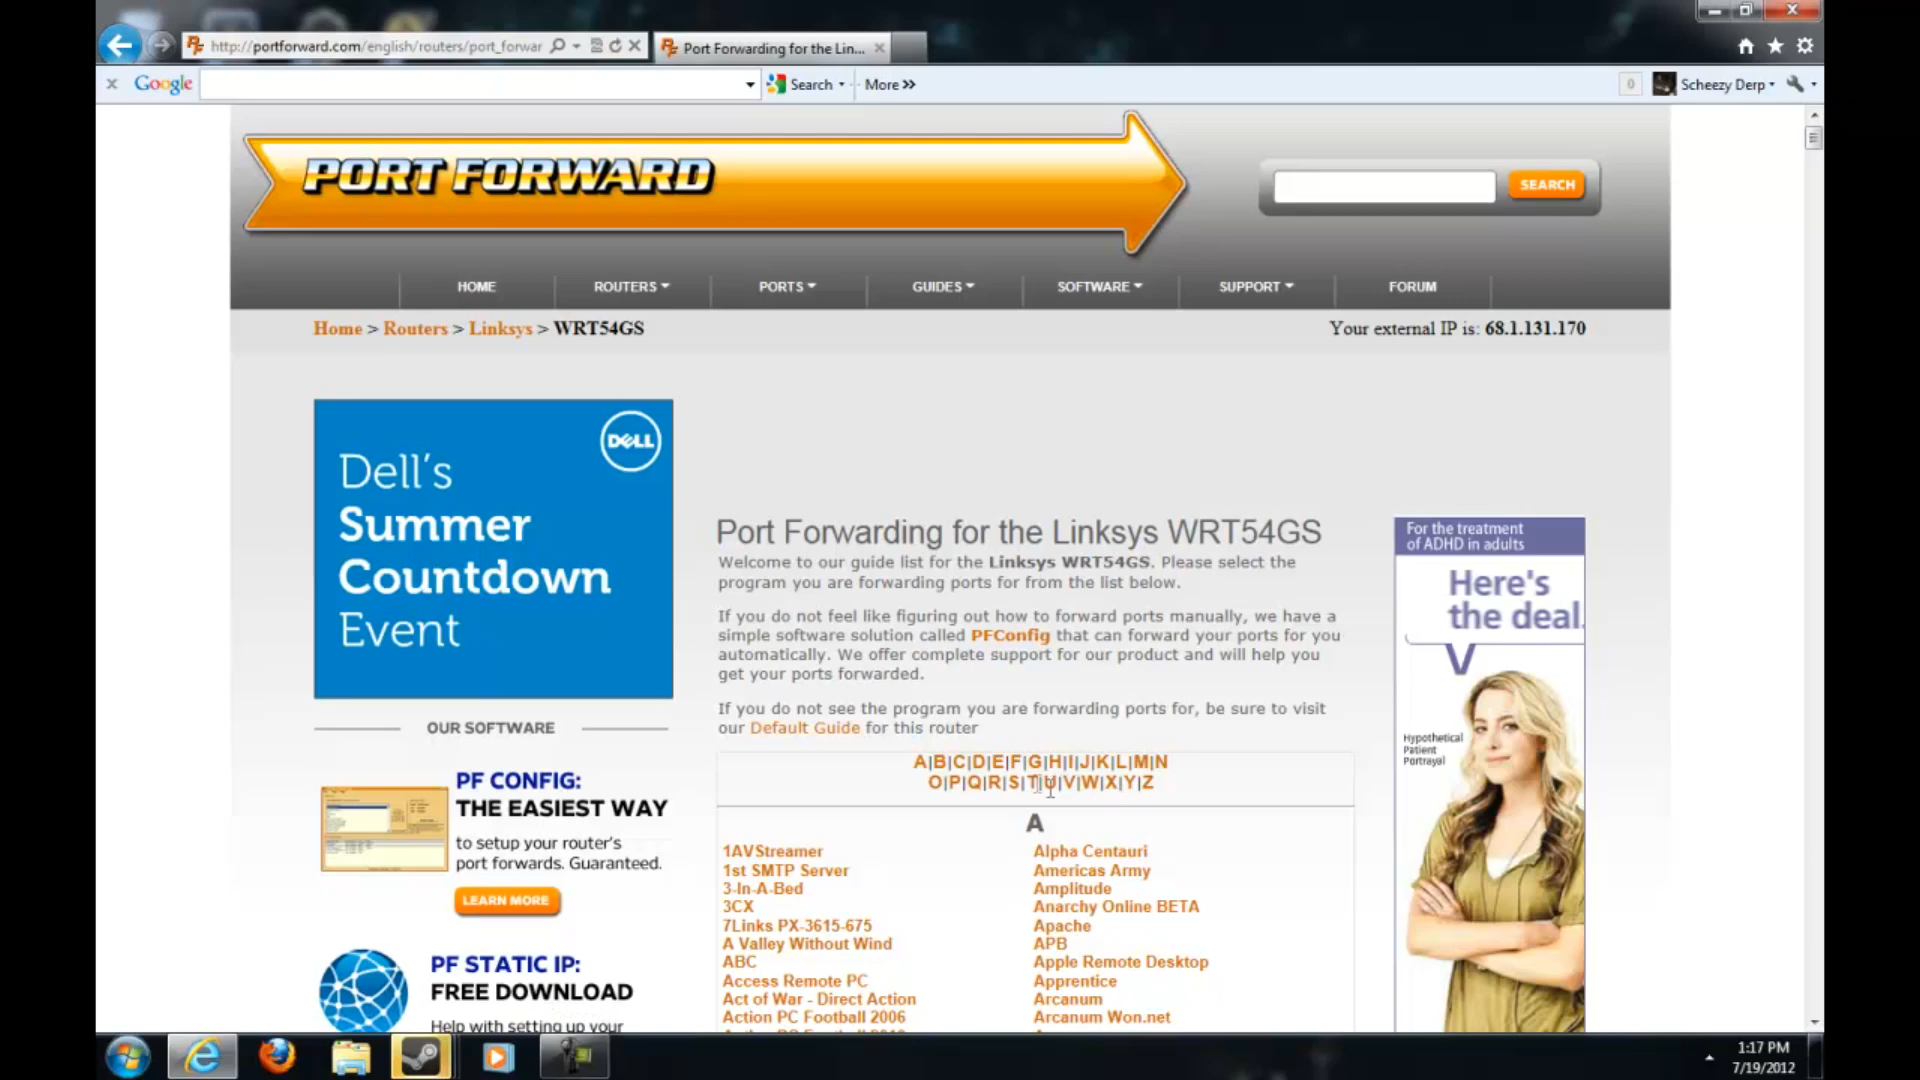 http://portforward.com/english/routers/port_forwar
Port Forwarding for the Lin...
Google
Search
More >>
0
Scheezy Derp
PORT FORWARD
SEARCH
HOME
ROUTERS
PORTS
GUIDES
SOFTWARE
SUPPORT
FORUM
Home > Routers > Linksys > WRT54GS
Your external IP is: 68.1.131.170
DELL
Dell's
Summer
Countdown
Event
OUR SOFTWARE
PF CONFIG:
THE EASIEST WAY
to setup your router's
port forwards. Guaranteed.
LEARN MORE
PF STATIC IP:
FREE DOWNLOAD
Help with setting up your
Port Forwarding for the Linksys WRT54GS
Welcome to our guide list for the Linksys WRT54GS. Please select the
program you are forwarding ports for from the list below.
If you do not feel like figuring out how to forward ports manually, we have a
simple software solution called PFConfig that can forward your ports for you
automatically. We offer complete support for our product and will help you
get your ports forwarded.
If you do not see the program you are forwarding ports for, be sure to visit
our Default Guide for this router
A|B|C|D|E|F|G|H|I|J|K|L|M|N
O|P|Q|R|S|T|U|V|W|X|Y|Z
A
1AVStreamer
1st SMTP Server
3-In-A-Bed
3CX
7Links PX-3615-675
A Valley Without Wind
ABC
Access Remote PC
Act of War - Direct Action
Action PC Football 2006
Alpha Centauri
Americas Army
Amplitude
Anarchy Online BETA
Apache
APB
Apple Remote Desktop
Apprentice
Arcanum
Arcanum Won.net
For the treatment
of ADHD in adults
Here's
the deal.
V
Hypothetical
Patient
Portrayal
1:17 PM
7/19/2012